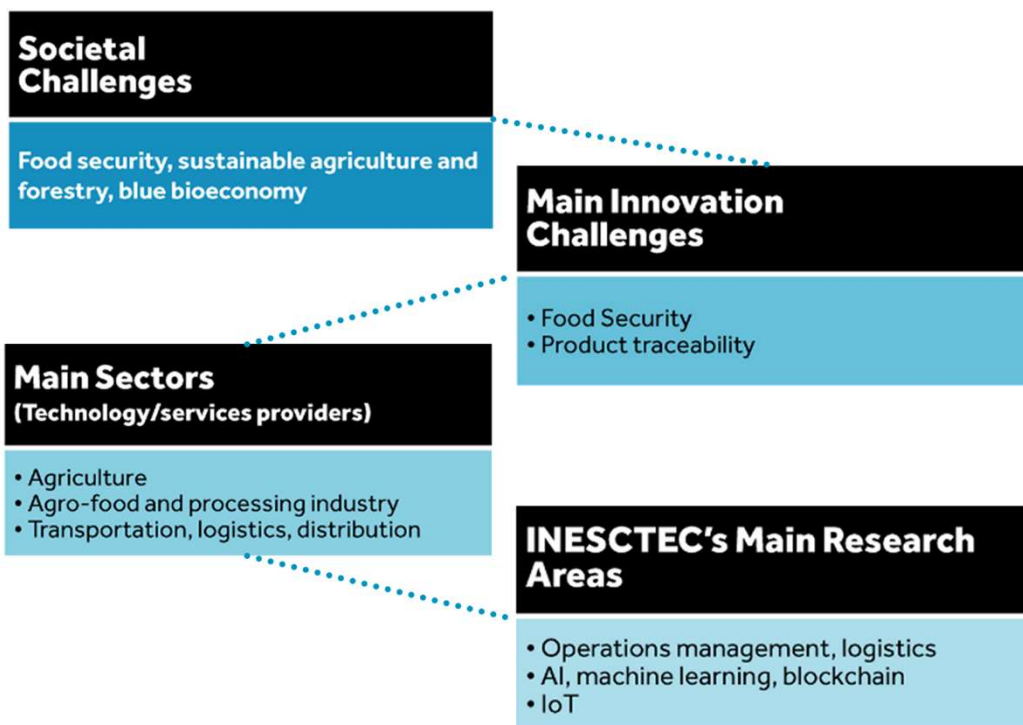 Societal
Challenges
Food security, sustainable agriculture and
forestry, blue bioeconomy
Main Innovation
Challenges
• Food Security
• Product traceability
Main Sectors
(Technology/services providers)
• Agriculture
• Agro-food and processing industry
• Transportation, logistics, distribution
INESCTEC's Main Research
Areas
• Operations management, logistics
• AI, machine learning, blockchain
• IoT